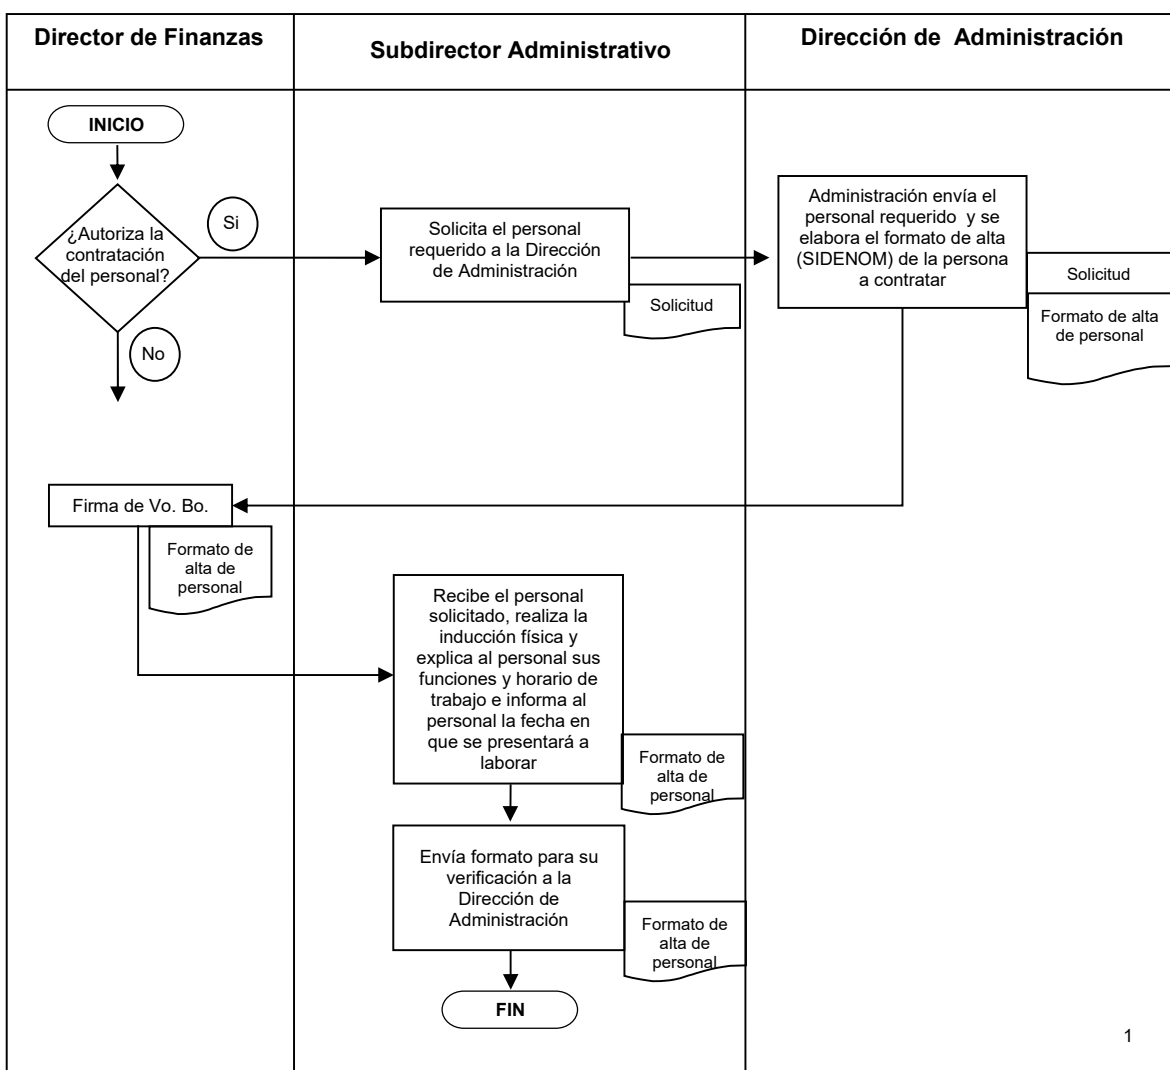 Director de Finanzas
Subdirector Administrativo
Dirección de Administración
INICIO
¿Autoriza la
contratación
del personal?
Si
No
Solicita el personal
requerido a la Dirección
de Administración
Solicitud
Administración envía el
personal requerido y se
elabora el formato de alta
(SIDENOM) de la persona
a contratar
Solicitud
Formato de alta
de personal
Firma de Vo. Bo.
Formato de
alta de
personal
Recibe el personal
solicitado, realiza la
inducción física y
explica al personal sus
funciones y horario de
trabajo e informa al
personal la fecha en
que se presentará a
laborar
Formato de
alta de
personal
Envía formato para su
verificación a la
Dirección de
Administración
Formato de
alta de
personal
FIN
1